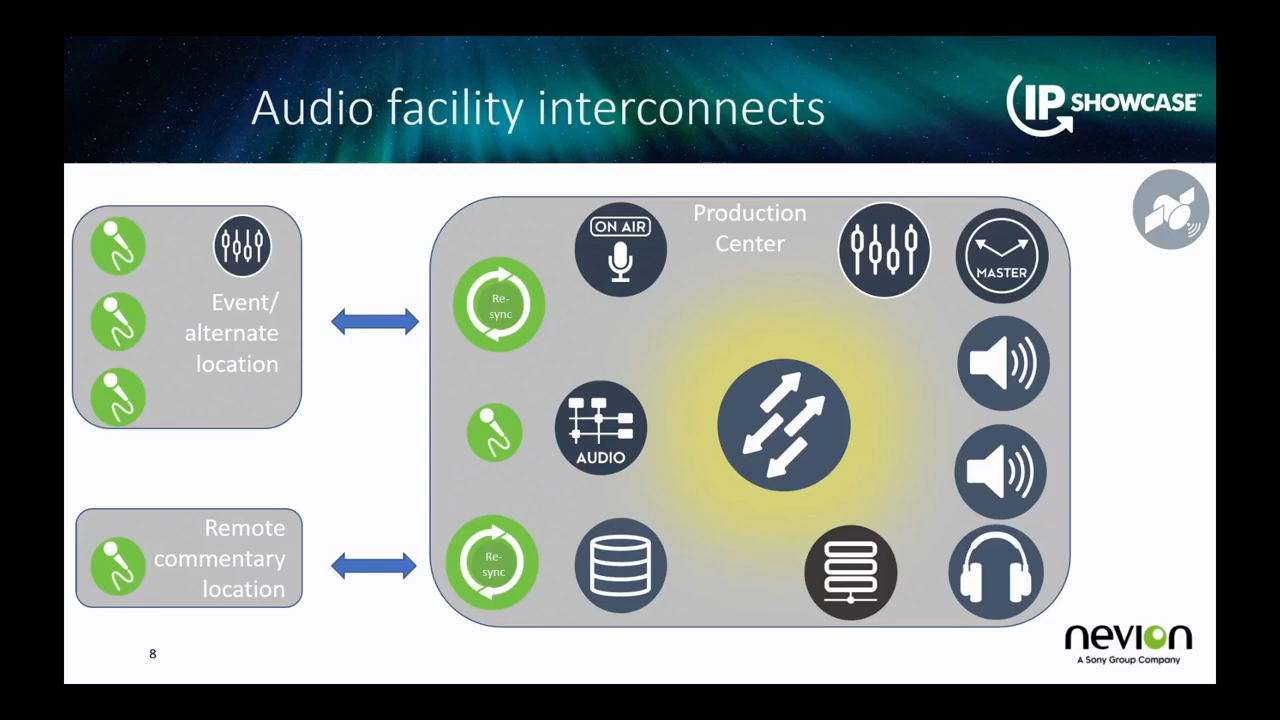 Audio facility interconnects
IP SHOWCASE™
Event/
alternate
location
Remote
commentary
location
Production
Center
ON AIR
MASTER
Re-
sync
AUDIO
Re-
sync
8
nevion
A Sony Group Company